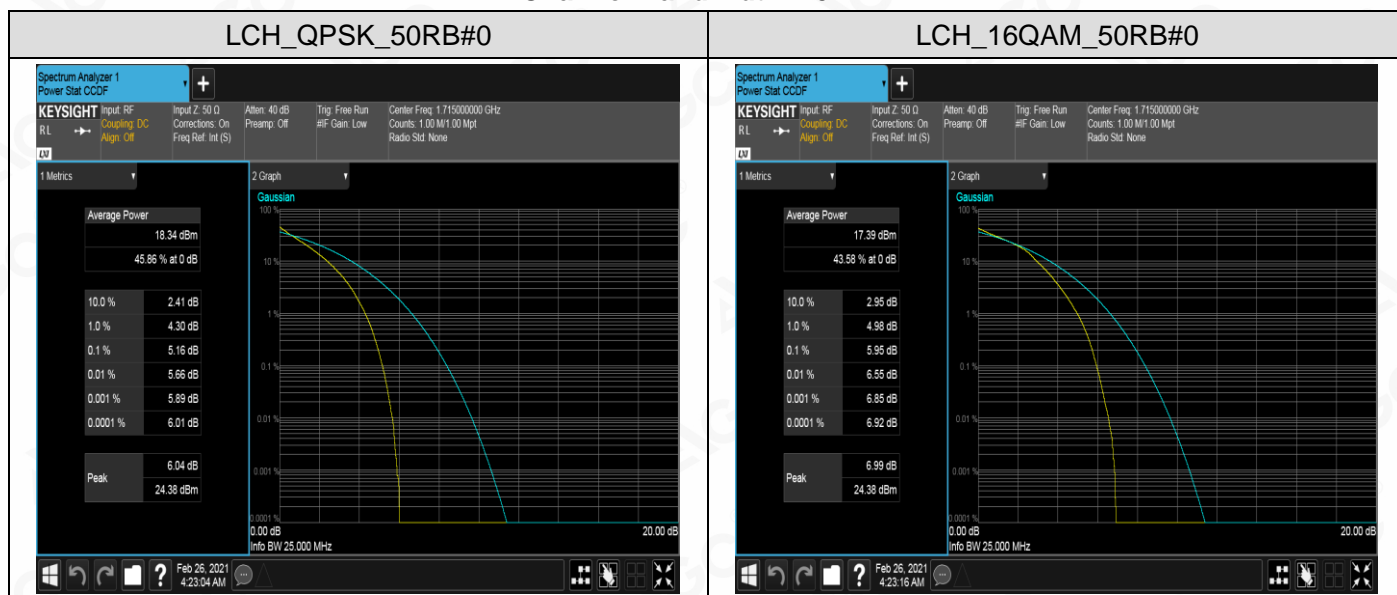 LCH_QPSK_50RB#0
LCH_16QAM_50RB#0
Spectrum Analyzer 1
Power Stat CCDF
+
KEYSIGHT
RL
LXI
Input: RF
Coupling: DC
Align: Off
Input Z: 50 Ω
Corrections: On
Freq Ref: Int (S)
Atten: 40 dB
Preamp: Off
Trig: Free Run
#IF Gain: Low
Center Freq: 1.715000000 GHz
Counts: 1.00 M/1.00 Mpt
Radio Std: None
1 Metrics
Average Power
18.34 dBm
45.86 % at 0 dB
10.0 % 2.41 dB
1.0 % 4.30 dB
0.1 % 5.16 dB
0.01 % 5.66 dB
0.001 % 5.89 dB
0.0001 % 6.01 dB
Peak
6.04 dB
24.38 dBm
2 Graph
Gaussian
100 %
10 %
1 %
0.1 %
0.01 %
0.001 %
0.0001 %
0.00 dB
20.00 dB
Info BW 25.000 MHz
?
Feb 26, 2021
4:23:04 AM
Spectrum Analyzer 1
Power Stat CCDF
+
KEYSIGHT
RL
LXI
Input: RF
Coupling: DC
Align: Off
Input Z: 50 Ω
Corrections: On
Freq Ref: Int (S)
Atten: 40 dB
Preamp: Off
Trig: Free Run
#IF Gain: Low
Center Freq: 1.715000000 GHz
Counts: 1.00 M/1.00 Mpt
Radio Std: None
1 Metrics
Average Power
17.39 dBm
43.58 % at 0 dB
10.0 % 2.95 dB
1.0 % 4.98 dB
0.1 % 5.95 dB
0.01 % 6.55 dB
0.001 % 6.85 dB
0.0001 % 6.92 dB
Peak
6.99 dB
24.38 dBm
2 Graph
Gaussian
100 %
10 %
1 %
0.1 %
0.01 %
0.001 %
0.0001 %
0.00 dB
20.00 dB
Info BW 25.000 MHz
?
Feb 26, 2021
4:23:16 AM